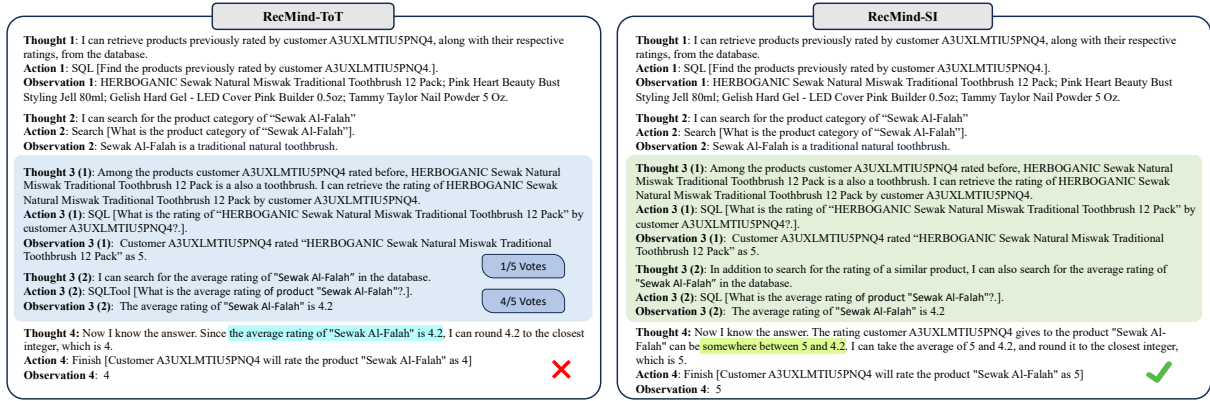 RecMind-ToT
Thought 1: I can retrieve products previously rated by customer A3UXLMTIU5PNQ4, along with their respective
ratings, from the database.
Action 1: SQL [Find the products previously rated by customer A3UXLMTIU5PNQ4.].
Observation 1: HERBOGANIC Sewak Natural Miswak Traditional Toothbrush 12 Pack; Pink Heart Beauty Bust
Styling Jell 80ml; Gelish Hard Gel - LED Cover Pink Builder 0.5oz; Tammy Taylor Nail Powder 5 Oz.
Thought 2: I can search for the product category of “Sewak Al-Falah”
Action 2: Search [What is the product category of “Sewak Al-Falah”].
Observation 2: Sewak Al-Falah is a traditional natural toothbrush.
Thought 3 (1): Among the products customer A3UXLMTIU5PNQ4 rated before, HERBOGANIC Sewak Natural
Miswak Traditional Toothbrush 12 Pack is a also a toothbrush. I can retrieve the rating of HERBOGANIC Sewak
Natural Miswak Traditional Toothbrush 12 Pack by customer A3UXLMTIU5PNQ4.
Action 3 (1): SQL [What is the rating of “HERBOGANIC Sewak Natural Miswak Traditional Toothbrush 12 Pack” by
customer A3UXLMTIU5PNQ4?.].
Observation 3 (1): Customer A3UXLMTIU5PNQ4 rated “HERBOGANIC Sewak Natural Miswak Traditional
Toothbrush 12 Pack” as 5.
1/5 Votes
Thought 3 (2): I can search for the average rating of "Sewak Al-Falah” in the database.
Action 3 (2): SQLTool [What is the average rating of product "Sewak Al-Falah"?.].
4/5 Votes
Observation 3 (2): The average rating of "Sewak Al-Falah" is 4.2
Thought 4: Now I know the answer. Since the average rating of "Sewak Al-Falah" is 4.2, I can round 4.2 to the closest
integer, which is 4.
Action 4: Finish [Customer A3UXLMTIU5PNQ4 will rate the product "Sewak Al-Falah" as 4]
Observation 4: 4
RecMind-SI
Thought 1: I can retrieve products previously rated by customer A3UXLMTIU5PNQ4, along with their respective
ratings, from the database.
Action 1: SQL [Find the products previously rated by customer A3UXLMTIU5PNQ4.].
Observation 1: HERBOGANIC Sewak Natural Miswak Traditional Toothbrush 12 Pack; Pink Heart Beauty Bust
Styling Jell 80ml; Gelish Hard Gel - LED Cover Pink Builder 0.5oz; Tammy Taylor Nail Powder 5 Oz.
Thought 2: I can search for the product category of “Sewak Al-Falah”
Action 2: Search [What is the product category of “Sewak Al-Falah”].
Observation 2: Sewak Al-Falah is a traditional natural toothbrush.
Thought 3 (1): Among the products customer A3UXLMTIU5PNQ4 rated before, HERBOGANIC Sewak Natural
Miswak Traditional Toothbrush 12 Pack is a also a toothbrush. I can retrieve the rating of HERBOGANIC Sewak
Natural Miswak Traditional Toothbrush 12 Pack by customer A3UXLMTIU5PNQ4.
Action 3 (1): SQL [What is the rating of “HERBOGANIC Sewak Natural Miswak Traditional Toothbrush 12 Pack” by
customer A3UXLMTIU5PNQ4?.].
Observation 3 (1): Customer A3UXLMTIU5PNQ4 rated “HERBOGANIC Sewak Natural Miswak Traditional
Toothbrush 12 Pack” as 5.
Thought 3 (2): In addition to search for the rating of a similar product, I can also search for the average rating of
"Sewak Al-Falah” in the database.
Action 3 (2): SQL [What is the average rating of product "Sewak Al-Falah"?.].
Observation 3 (2): The average rating of "Sewak Al-Falah" is 4.2
Thought 4: Now I know the answer. The rating customer A3UXLMTIU5PNQ4 gives to the product "Sewak Al-
Falah" can be somewhere between 5 and 4.2. I can take the average of 5 and 4.2, and round it to the closest integer,
which is 5.
Action 4: Finish [Customer A3UXLMTIU5PNQ4 will rate the product "Sewak Al-Falah" as 5]
Observation 4: 5